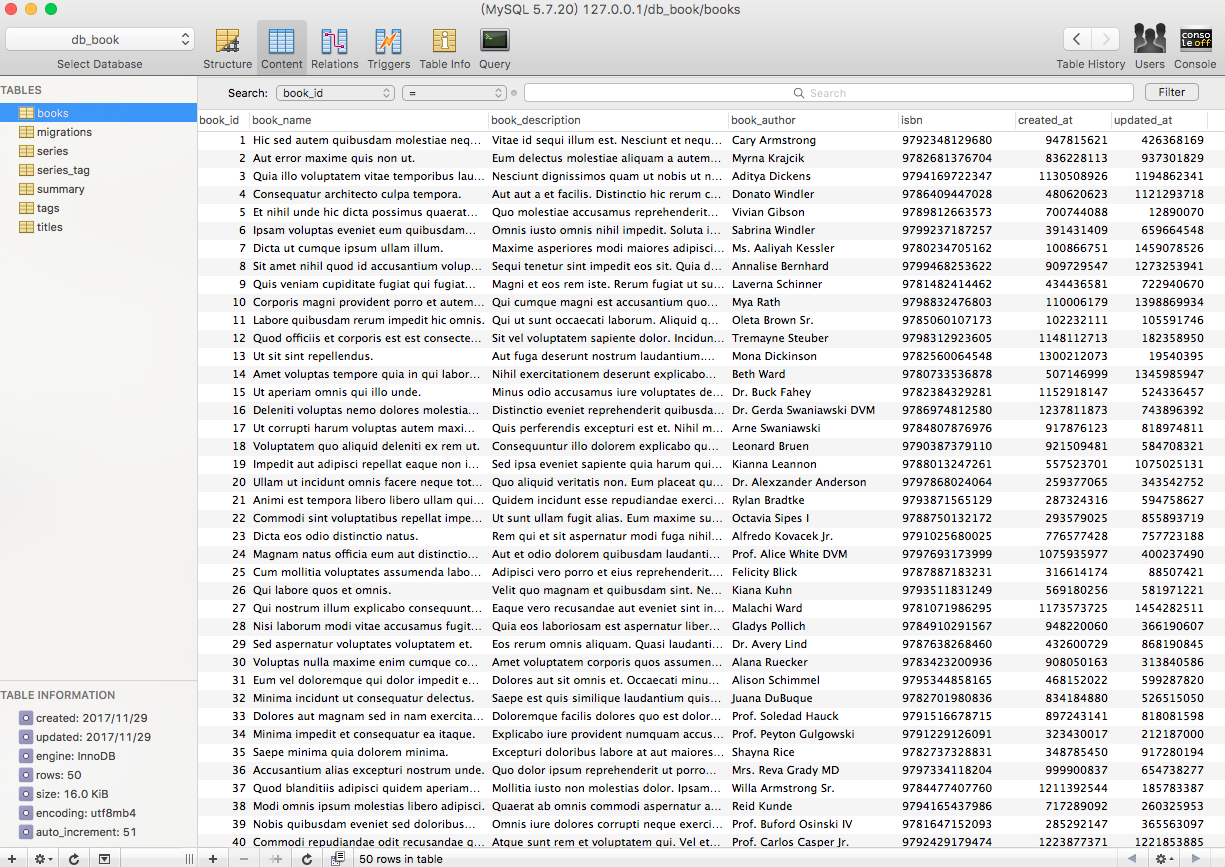 (MySQL 5.7.20) 127.0.0.1/db_book/books
db_book
Select Database
Structure Content Relations Triggers Table Info Query
Table History Users Console
conso
le off
TABLES
books
migrations
series
series_tag
summary
tags
titles
TABLE INFORMATION
created: 2017/11/29
updated: 2017/11/29
engine: InnoDB
rows: 50
size: 16.0 KiB
encoding: utf8mb4
auto_increment: 51
Search: book_id = Search Filter
book_id book_name book_description book_author isbn created_at updated_at
1 Hic sed autem quibusdam molestiae neq... Vitae id sequi illum est. Nesciunt et nequ... Cary Armstrong 9792348129680 947815621 426368169
2 Aut error maxime quis non ut. Eum delectus molestiae aliquam a autem... Myrna Krajcik 9782681376704 836228113 937301829
3 Quia illo voluptatem vitae temporibus lau... Nesciunt dignissimos quam ut nobis ut n... Aditya Dickens 9794169722347 1130508926 1194862341
4 Consequatur architecto culpa tempora. Aut aut a et facilis. Distinctio hic rerum c... Donato Windler 9786409447028 480620623 1121293718
5 Et nihil unde hic dicta possimus quaerat... Quo molestiae accusamus reprehenderit... Vivian Gibson 9789812663573 700744088 12890070
6 Ipsam voluptas eveniet eum quibusdam... Omnis iusto omnis nihil impedit. Soluta i... Sabrina Windler 9799237187257 391431409 659664548
7 Dicta ut cumque ipsum ullam illum. Maxime asperiores modi maiores adipisci... Ms. Aaliyah Kessler 9780234705162 100866751 1459078526
8 Sit amet nihil quod id accusantium volup... Sequi tenetur sint impedit eos sit. Quia d... Annalise Bernhard 9799468253622 909729547 1273253941
9 Quis veniam cupiditate fugiat qui fugiat... Magni et eos rem iste. Rerum fugiat ut su... Laverna Schinner 9781482414462 434436581 722940670
10 Corporis magni provident porro et autem... Qui cumque magni est accusantium quo... Mya Rath 9798832476803 110006179 1398869934
11 Labore quibusdam rerum impedit hic omnis. Qui ut sunt occaecati laborum. Aliquid q... Oleta Brown Sr. 9785060107173 102232111 105591746
12 Quod officiis et corporis est est consecte... Sit vel voluptatem sapiente dolor. Incidun... Tremayne Steuber 9798312923605 1148112713 182358950
13 Ut sit sint repellendus. Aut fuga deserunt nostrum laudantium.... Mona Dickinson 9782560064548 1300212073 19540395
14 Amet voluptas tempore quia in qui labor... Nihil exercitationem deserunt explicabo... Beth Ward 9780733536878 507146999 1345985947
15 Ut aperiam omnis qui illo unde. Minus odio accusamus iure voluptates de... Dr. Buck Fahey 9782384329281 1152918147 524336457
16 Deleniti voluptas nemo dolores molestia... Distinctio eveniet reprehenderit quibusda... Dr. Gerda Swaniawski DVM 9786974812580 1237811873 743896392
17 Ut corrupti harum voluptas autem maxi... Quis perferendis excepturi est et. Nihil m... Arne Swaniawski 9784807876976 917876123 818974811
18 Voluptatem quo aliquid deleniti ex rem ut. Consequuntur illo dolorem explicabo qu... Leonard Bruen 9790387379110 921509481 584708321
19 Impedit aut adipisci repellat eaque non i... Sed ipsa eveniet sapiente quia harum qui... Kianna Leannon 9788013247261 557523701 1075025131
20 Ullam ut incidunt omnis facere neque tot... Quo aliquid veritatis non. Eum placeat qu... Dr. Alexzander Anderson 9797868024064 259377065 343542752
21 Animi est tempora libero libero ullam qui... Quidem incidunt esse repudiandae exerci... Rylan Bradtke 9793871565129 287324316 594758627
22 Commodi sint voluptatibus repellat impe... Ut sunt ullam fugit alias. Eum maxime su... Octavia Sipes I 9788750132172 293579025 855893719
23 Dicta eos odio distinctio natus. Rem qui et sit aspernatur modi fuga nihil... Alfredo Kovacek Jr. 9791025680025 776577428 757723188
24 Magnam natus officia eum aut distinctio... Aut et odio dolorem quibusdam laudanti... Prof. Alice White DVM 9797693173999 1075935977 400237490
25 Cum mollitia voluptates assumenda labo... Adipisci vero porro et eius reprehenderit.... Felicity Blick 9787887183231 316614174 88507421
26 Qui labore quos et omnis. Velit quo magnam et quibusdam sint. Ne... Kiana Kuhn 9793511831249 569180256 581971221
27 Qui nostrum illum explicabo consequunt... Eaque vero recusandae aut eveniet sint in... Malachi Ward 9781071986295 1173573725 1454282511
28 Nisi laborum modi vitae accusamus fugit... Quia eos laboriosam est aspernatur liber... Gladys Pollich 9784910291567 948220060 366190607
29 Sed aspernatur voluptates voluptatem et. Eos rerum omnis aliquam. Quasi laudanti... Dr. Avery Lind 9787638268460 432600729 868190845
30 Voluptas nulla maxime enim cumque co... Amet voluptatem corporis quos assumen... Alana Ruecker 9783423200936 908050163 313840586
31 Eum vel doloremque qui dolor impedit e... Dolores aut sit omnis et. Occaecati minu... Alison Schimmel 9795344858165 468152022 599287820
32 Minima incidunt ut consequatur delectus. Saepe est quis similique laudantium quis... Juana DuBuque 9782701980836 834184880 526515050
33 Dolores aut magnam sed in nam exercita... Doloremque facilis dolores quo est dolor... Prof. Soledad Hauck 9791516678715 897243141 818081598
34 Minima impedit et consequatur ea itaque. Explicabo iure provident numquam accus... Prof. Peyton Gulgowski 9791229126091 323430017 212187000
35 Saepe minima quia dolorem minima. Excepturi doloribus labore at aut maiores... Shayna Rice 9782737328831 348785450 917280194
36 Accusantium alias excepturi nostrum unde. Quo dolor ipsum reprehenderit ut porro... Mrs. Reva Grady MD 9797334118204 999900837 654738277
37 Quod blanditiis adipisci quidem aperiam... Mollitia iusto non molestias dolor. Ipsam... Willa Armstrong Sr. 9784477407760 1211392544 185783387
38 Modi omnis ipsum molestias libero adipisci. Quaerat ab omnis commodi aspernatur a... Reid Kunde 9794165437986 717289092 260325953
39 Nobis quibusdam eveniet sed doloribus... Omnis iure dolores corrupti neque exerci... Prof. Buford Osinski IV 9781647152093 285292147 365563097
40 Commodi repudiandae odit recusandae q... Autem sunt rem et voluptatum qui. Vel et... Prof. Carlos Casper Jr. 9792429179474 1223877371 1221853885
50 rows in table